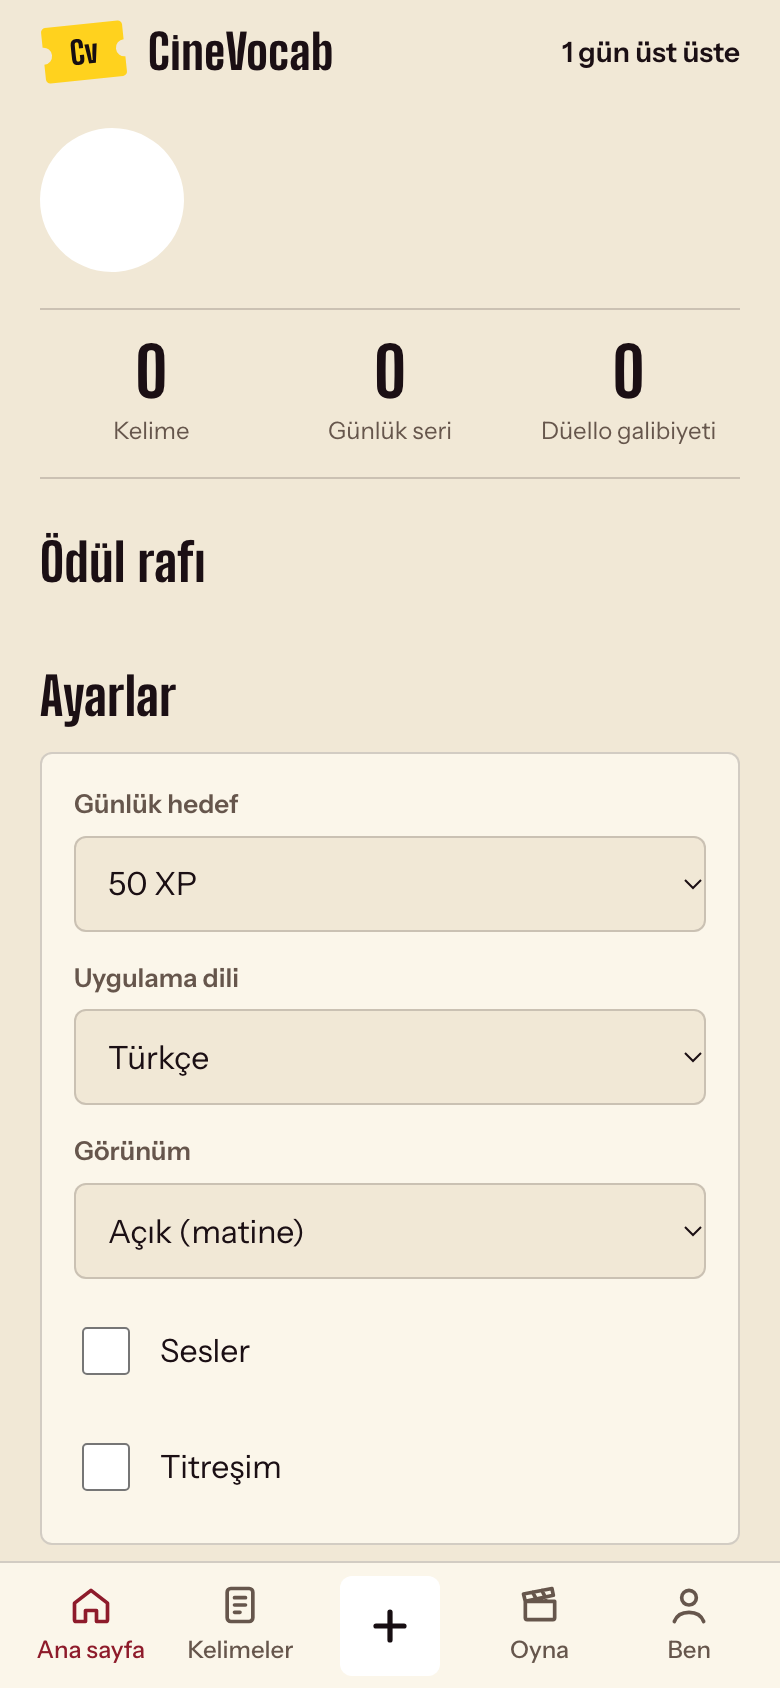 Cv CineVocab 1 gün üst üste
0 0 0
Kelime Günlük seri Düello galibiyeti
Ödül rafı
Ayarlar
Günlük hedef
50 XP
Uygulama dili
Türkçe
Görünüm
Açık (matine)
Sesler
Titreşim
Ana sayfa Kelimeler + Oyna Ben